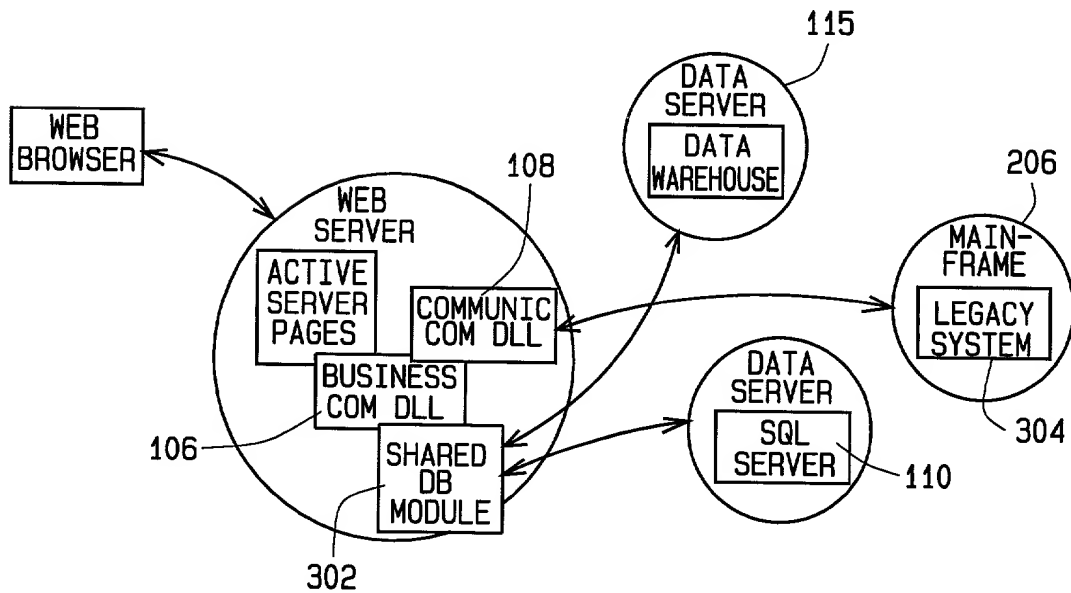 115
DATA
SERVER
DATA
WAREHOUSE
WEB
BROWSER
108
206
WEB
SERVER
MAIN-
FRAME
ACTIVE
SERVER
PAGES
COMMUNIC
COM DLL
LEGACY
SYSTEM
BUSINESS
COM DLL
DATA
SERVER
304
106
SHARED
DB
MODULE
SQL
SERVER
110
302